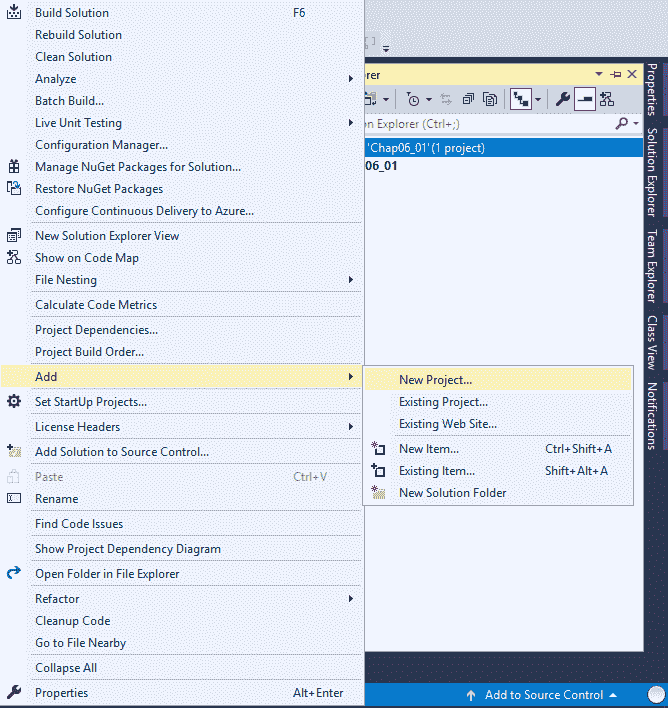 Build Solution F6
Rebuild Solution
Clean Solution
Analyze
Batch Build...
Live Unit Testing
Configuration Manager...
Manage NuGet Packages for Solution...
Restore NuGet Packages
Configure Continuous Delivery to Azure...
New Solution Explorer View
Show on Code Map
File Nesting
Calculate Code Metrics
Project Dependencies...
Project Build Order...
Add
Set StartUp Projects...
License Headers
Add Solution to Source Control...
Paste Ctrl+V
Rename
Find Code Issues
Show Project Dependency Diagram
Open Folder in File Explorer
Refactor
Cleanup Code
Go to File Nearby
Collapse All
Properties Alt+Enter
New Project...
Existing Project...
Existing Web Site...
New Item... Ctrl+Shift+A
Existing Item... Shift+Alt+A
New Solution Folder
rer
on Explorer (Ctrl+;)
'Chap06_01' (1 project)
06_01
Properties
Solution Explorer
Team Explorer
Class View
Notifications
Add to Source Control